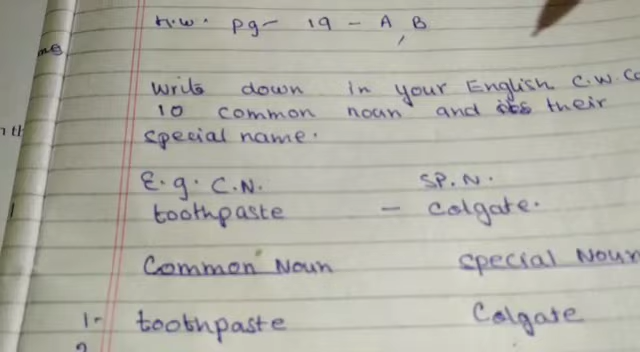 H.W. Pg- 19 - A, B
Write down in your English C.W.
10 common noun and their
special name.
E.g. C.N. SP.N.
toothpaste - Colgate.
Common Noun Special Noun
1- toothpaste Colgate